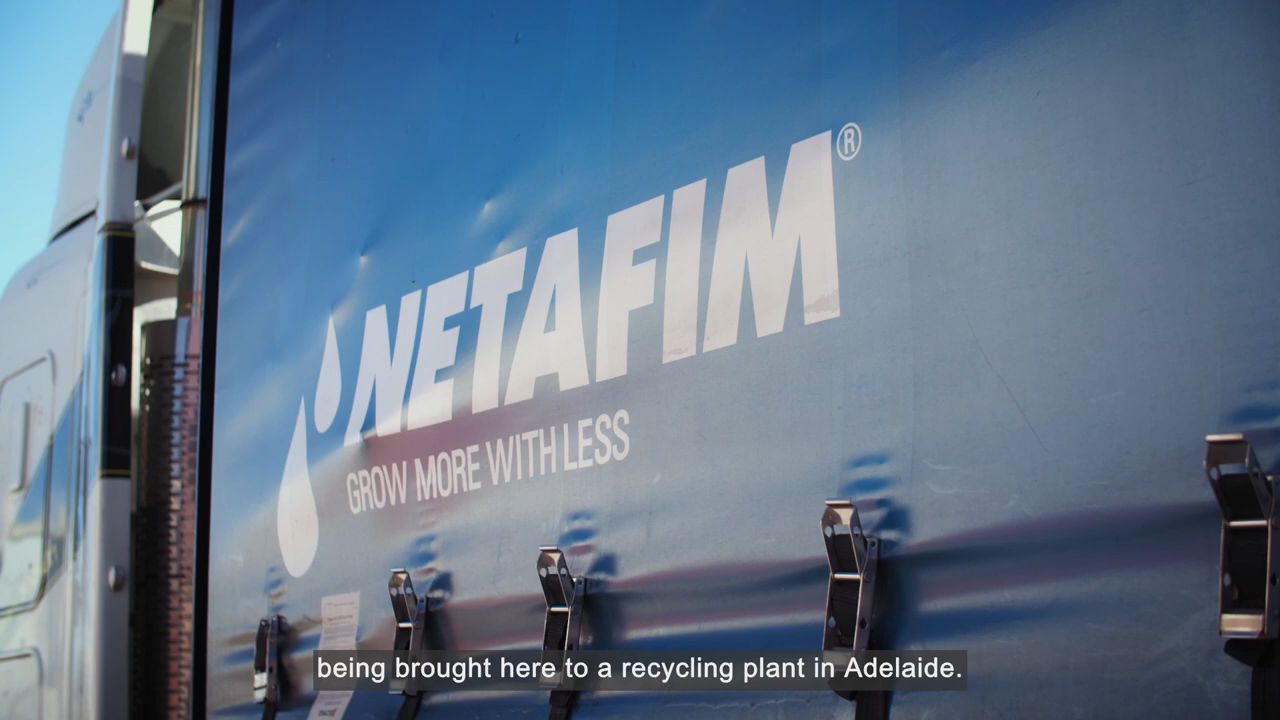 NETAFIM®
GROW MORE WITH LESS
being brought here to a recycling plant in Adelaide.